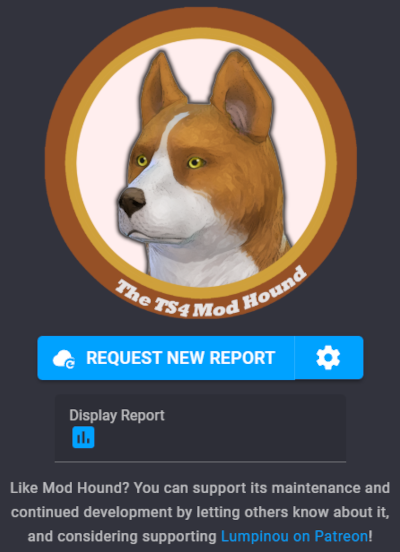 The TS4 Mod Hound
REQUEST NEW REPORT
Display Report
Like Mod Hound? You can support its maintenance and
continued development by letting others know about it,
and considering supporting Lumpinou on Patreon!